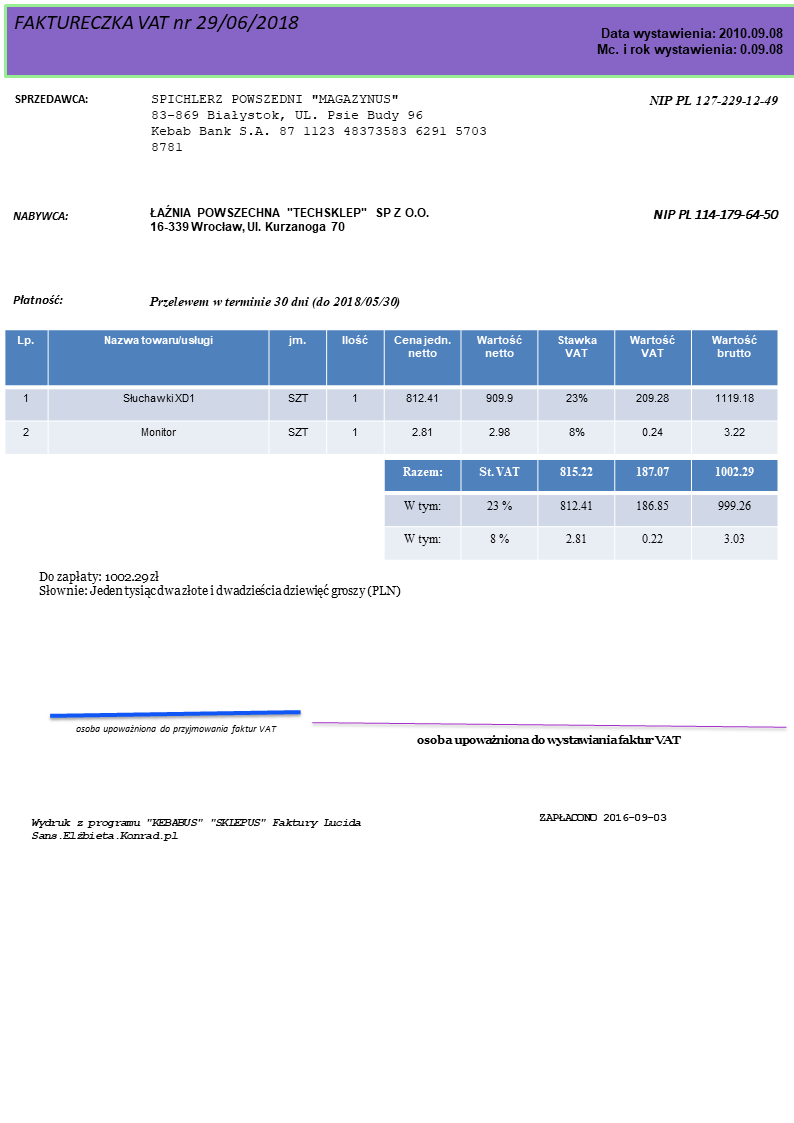 FAKTURECZKA VAT nr 29/06/2018
Data wystawienia: 2010.09.08
Mc. i rok wystawienia: 0.09.08
SPRZEDAWCA: SPICHLERZ POWSZEDNI "MAGAZYNUS" NIP PL 127-229-12-49
83-869 Białystok, UL. Psie Budy 96
Kebab Bank S.A. 87 1123 48373583 6291 5703
8781
NABYWCA: ŁAŹNIA POWSZECHNA "TECHSKLEP" SP Z O.O. NIP PL 114-179-64-50
16-339 Wrocław, Ul. Kurzanoga 70
Płatność: Przelewem w terminie 30 dni (do 2018/05/30)
Lp. Nazwa towaru/usługi jm. Ilość Cena jedn. netto Wartość netto Stawka VAT Wartość VAT Wartość brutto
1 Słuchawki XD1 SZT 1 812.41 909.9 23% 209.28 1119.18
2 Monitor SZT 1 2.81 2.98 8% 0.24 3.22
Razem: St. VAT 815.22 187.07 1002.29
W tym: 23 % 812.41 186.85 999.26
W tym: 8 % 2.81 0.22 3.03
Do zapłaty: 1002.29 zł
Słownie: Jeden tysiąc dwa złote i dwadzieścia dziewięć groszy (PLN)
osoba upoważniona do przyjmowania faktur VAT
osoba upoważniona do wystawiania faktur VAT
Wydruk z programu "KEBABUS" "SKLEPUS" Faktury Lucida
Sans.Elżbieta.Konrad.pl
ZAPŁACONO 2016-09-03